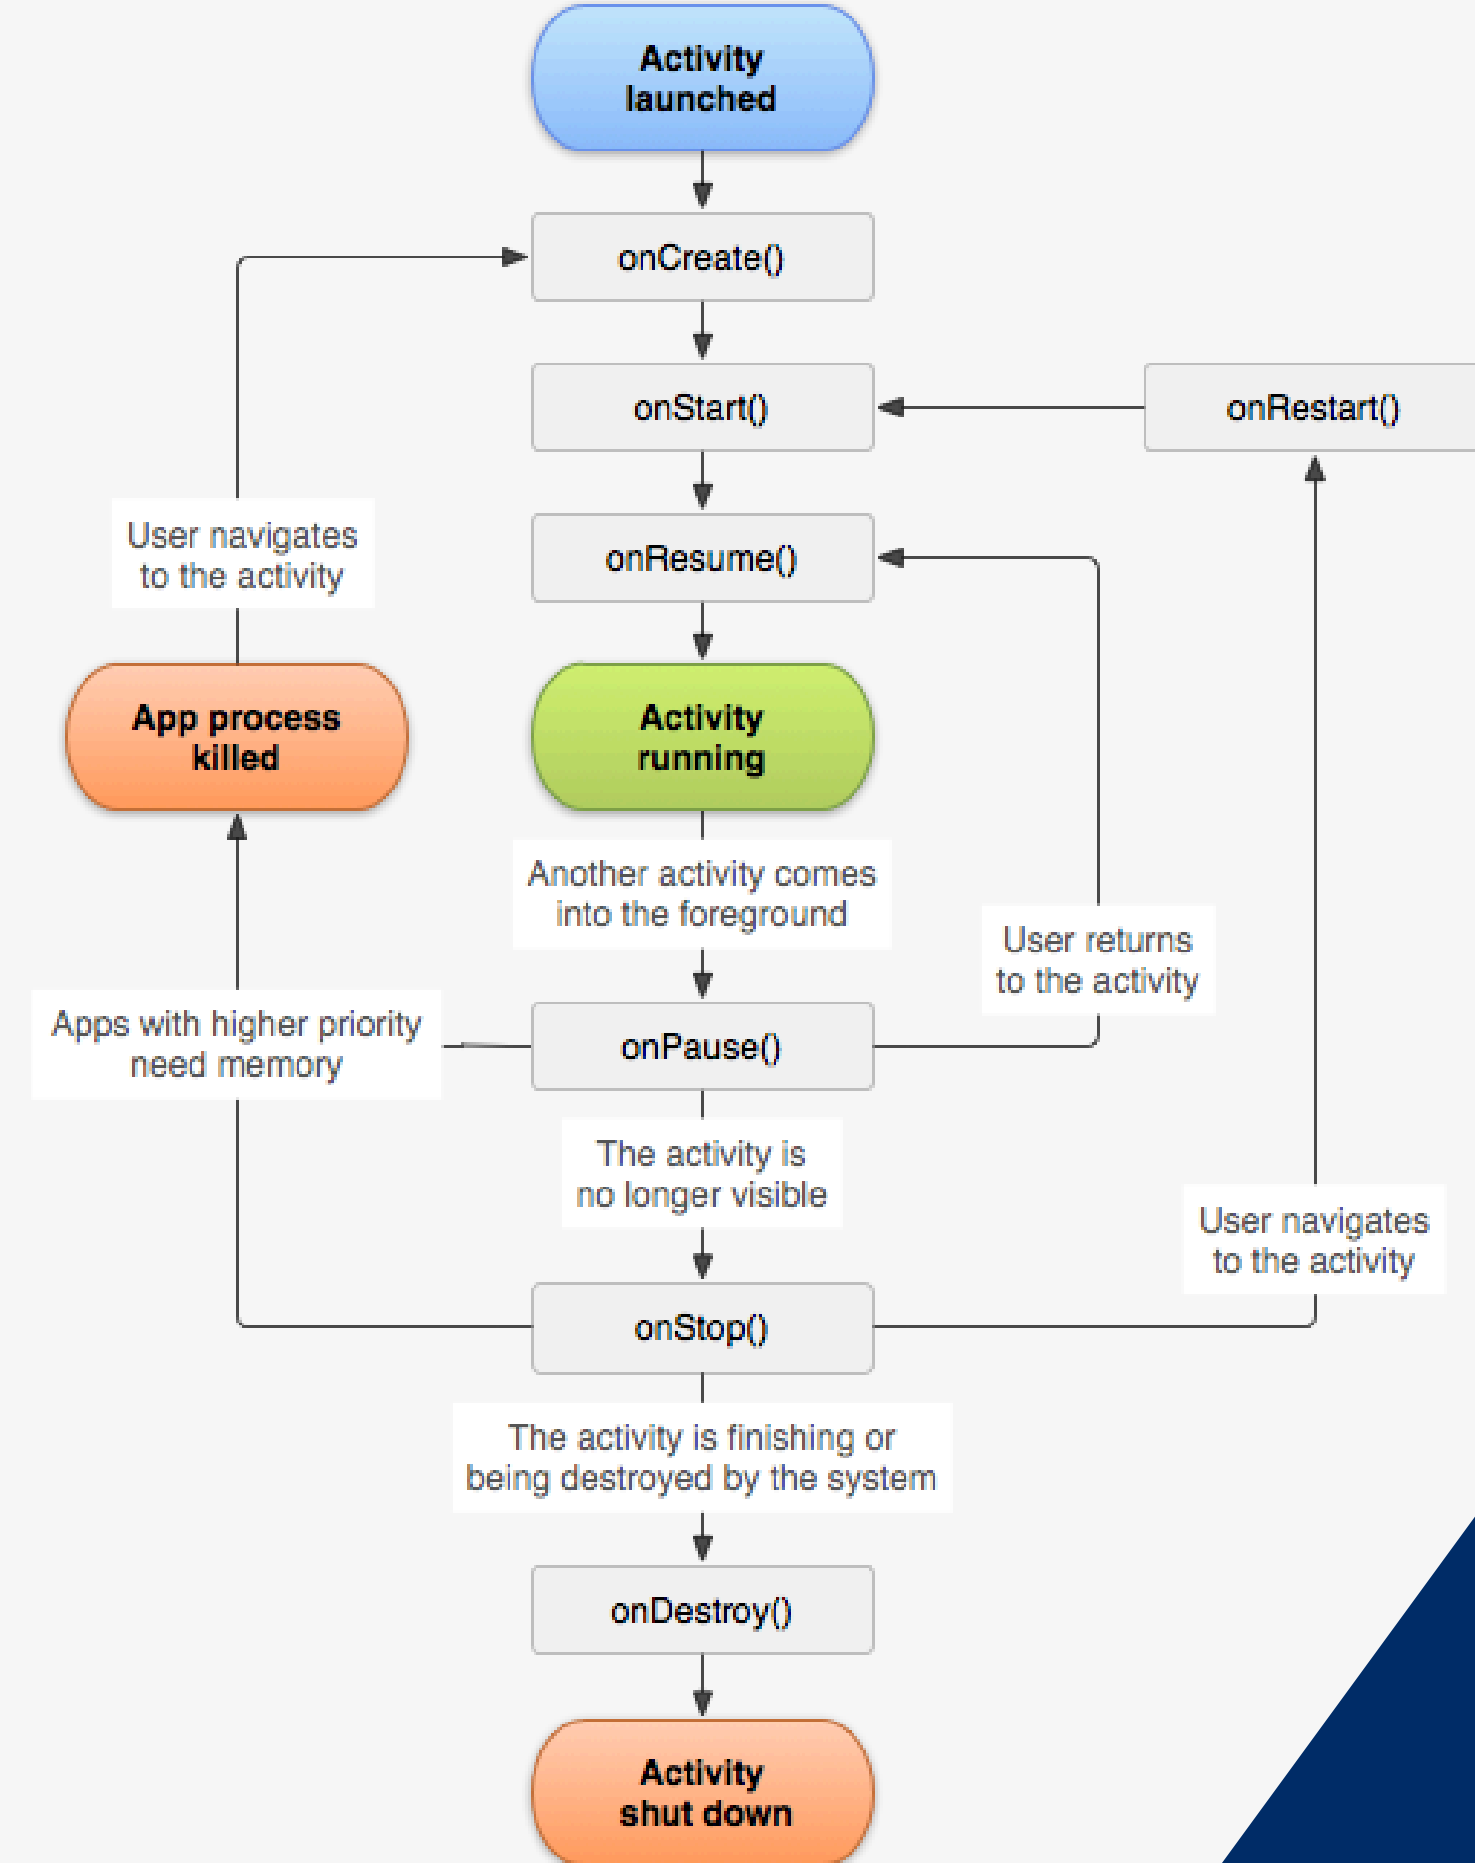 Activity
launched
onCreate()
onStart()
onRestart()
User navigates
to the activity
onResume()
App process
killed
Activity
running
Another activity comes
into the foreground
User returns
to the activity
Apps with higher priority
need memory
onPause()
The activity is
no longer visible
User navigates
to the activity
onStop()
The activity is finishing or
being destroyed by the system
onDestroy()
Activity
shut down